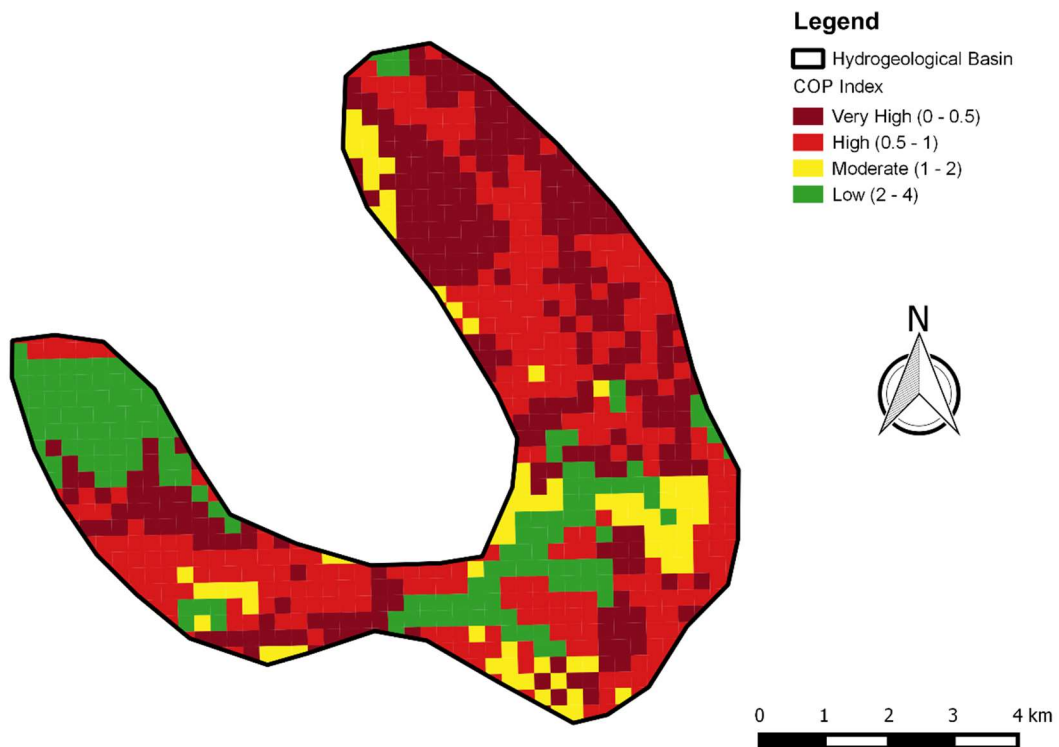 Legend
Hydrogeological Basin
COP Index
Very High (0 - 0.5)
High (0.5 - 1)
Moderate (1 - 2)
Low (2 - 4)
N
0 1 2 3 4 km